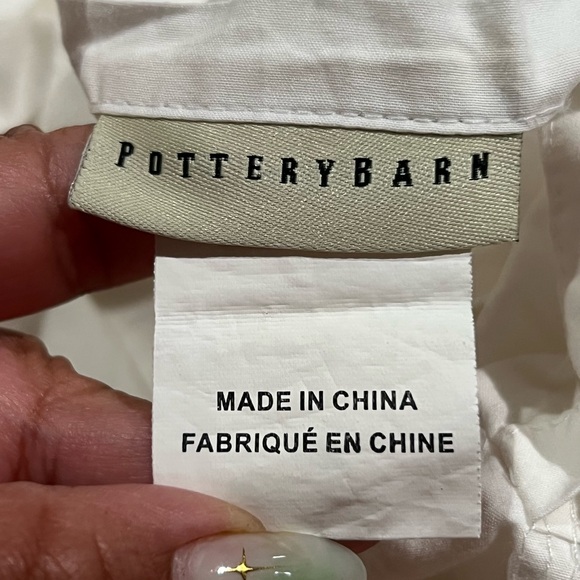 POTTERYBARN
MADE IN CHINA
FABRIQUÉ EN CHINE